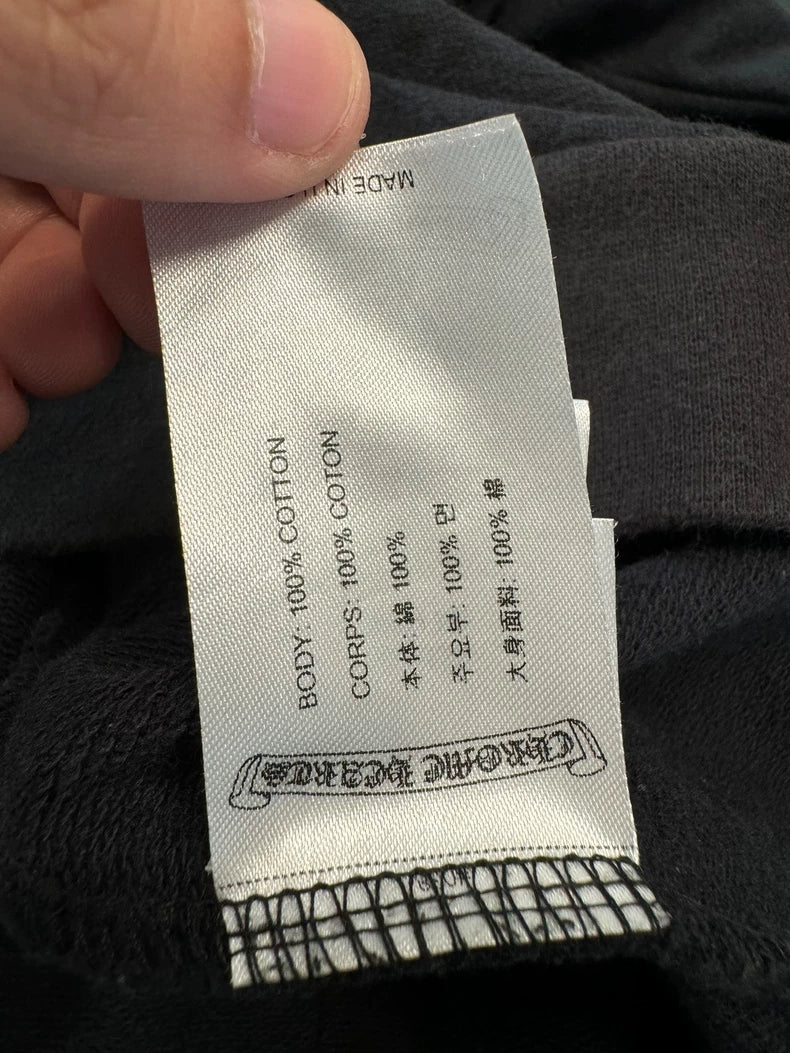 MADE IN U.S
BODY: 100% COTTON
CORPS: 100% COTON
本体: 綿 100%
주요부: 100% 면
大身面料: 100% 棉
CHROME HEARTS